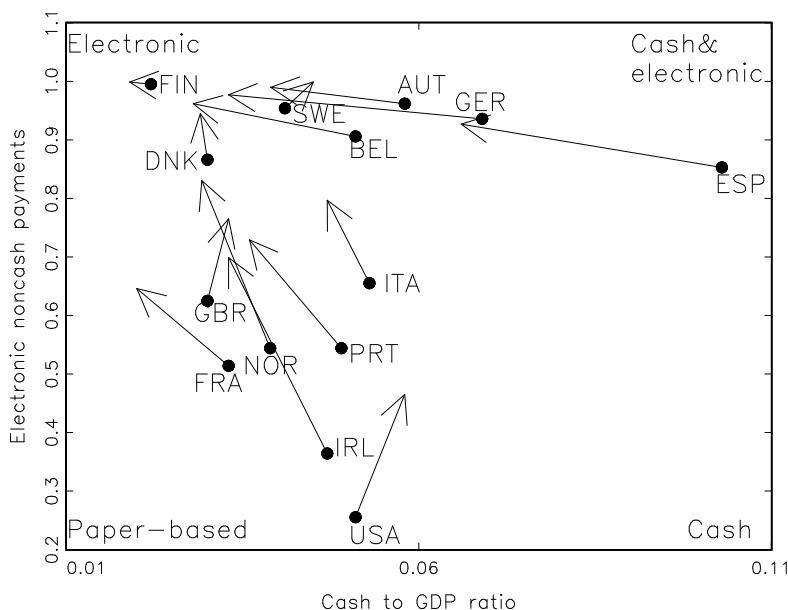 1.1
Electronic
Cash&
electronic
1.0
FIN
AUT
GER
SWE
0.9
BEL
DNK
ESP
0.8
0.7
ITA
0.6
GBR
PRT
NOR
0.5
FRA
0.4
IRL
0.3
Paper-based
USA
Cash
0.2
0.01
0.06
0.11
Electronic noncash payments
Cash to GDP ratio